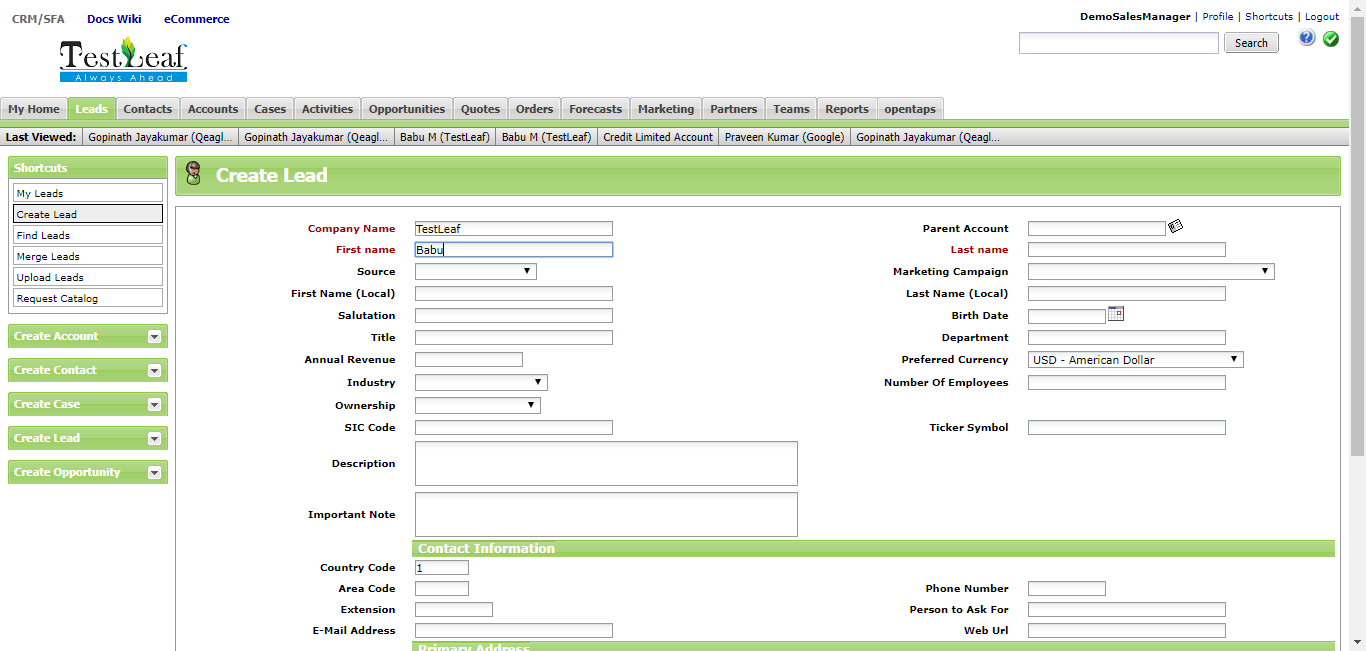 CRM/SFA Docs Wiki eCommerce
DemoSalesManager | Profile | Shortcuts | Logout
TestLeaf
Always Ahead
Search
?
My Home Leads Contacts Accounts Cases Activities Opportunities Quotes Orders Forecasts Marketing Partners Teams Reports opentaps
Last Viewed: Gopinath Jayakumar (Qeagl... Gopinath Jayakumar (Qeagl... Babu M (TestLeaf) Babu M (TestLeaf) Credit Limited Account Praveen Kumar (Google) Gopinath Jayakumar (Qeagl...
Shortcuts
My Leads
Create Lead
Find Leads
Merge Leads
Upload Leads
Request Catalog
Create Account
Create Contact
Create Case
Create Lead
Create Opportunity
Create Lead
Company Name TestLeaf Parent Account
First name Babu Last name
Source Marketing Campaign
First Name (Local) Last Name (Local)
Salutation Birth Date
Title Department
Annual Revenue Preferred Currency USD - American Dollar
Industry Number Of Employees
Ownership
SIC Code Ticker Symbol
Description
Important Note
Contact Information
Country Code 1
Area Code Phone Number
Extension Person to Ask For
E-Mail Address Web Url
Primary Address